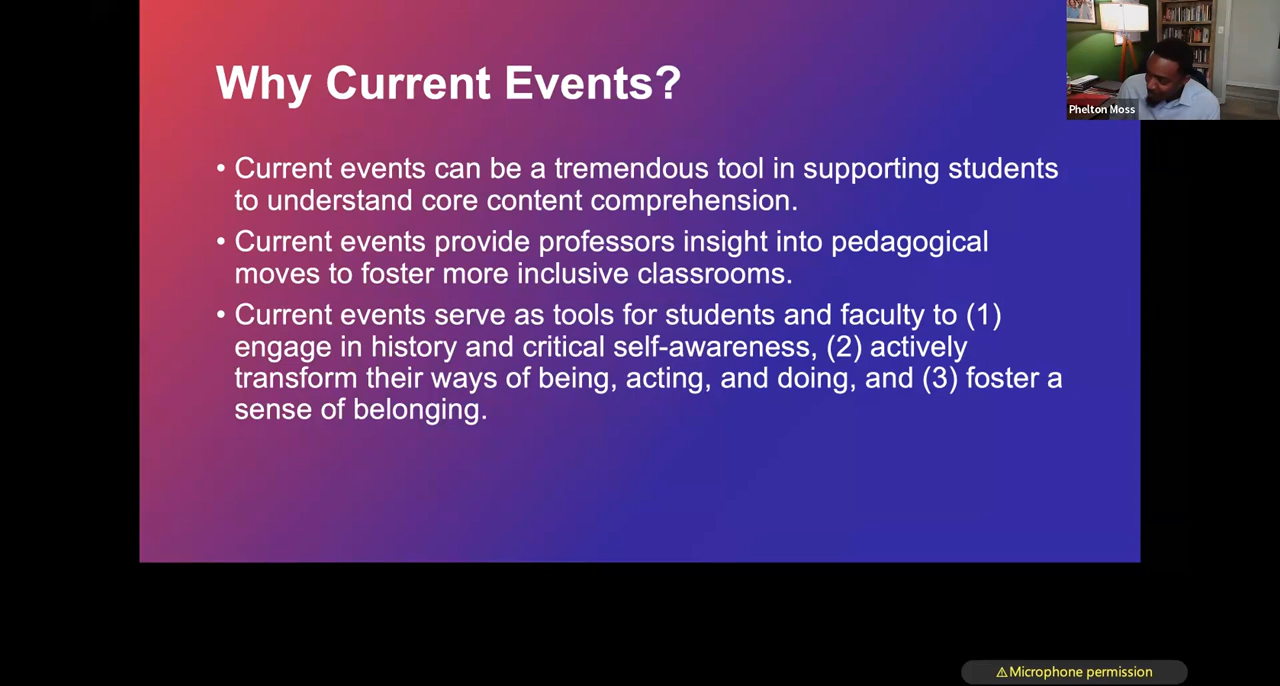 Why Current Events?
• Current events can be a tremendous tool in supporting students
to understand core content comprehension.
• Current events provide professors insight into pedagogical
moves to foster more inclusive classrooms.
• Current events serve as tools for students and faculty to (1)
engage in history and critical self-awareness, (2) actively
transform their ways of being, acting, and doing, and (3) foster a
sense of belonging.
Phelton Moss
⚠Microphone permission